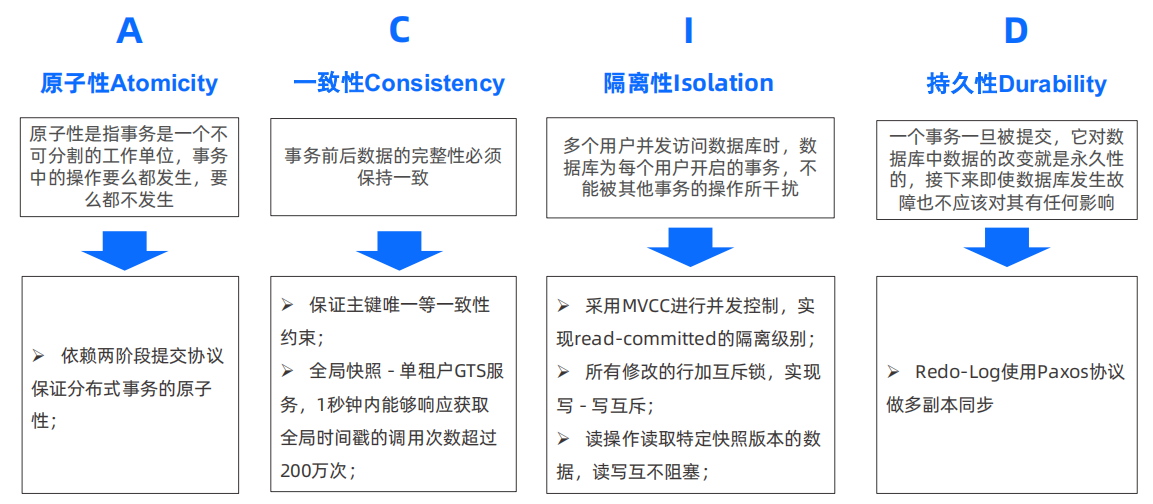 A
原子性Atomicity
原子性是指事务是一个不
可分割的工作单位，事务
中的操作要么都发生，要
么都不发生
➢ 依赖两阶段提交协议
保证分布式事务的原子
性；
C
一致性Consistency
事务前后数据的完整性必须
保持一致
➢ 保证主键唯一等一致性
约束；
➢ 全局快照 – 单租户GTS服
务，1秒钟内能够响应获取
全局时间戳的调用次数超过
200万次；
I
隔离性Isolation
多个用户并发访问数据库时，数
据库为每个用户开启的事务，不
能被其他事务的操作所干扰
➢ 采用MVCC进行并发控制，实
现read-committed的隔离级别；
➢ 所有修改的行加互斥锁，实现
写 – 写互斥；
➢ 读操作读取特定快照版本的数
据，读写互不阻塞；
D
持久性Durability
一个事务一旦被提交，它对数
据库中数据的改变就是永久性
的，接下来即使数据库发生故
障也不应该对其有任何影响
➢ Redo-Log使用Paxos协议
做多副本同步